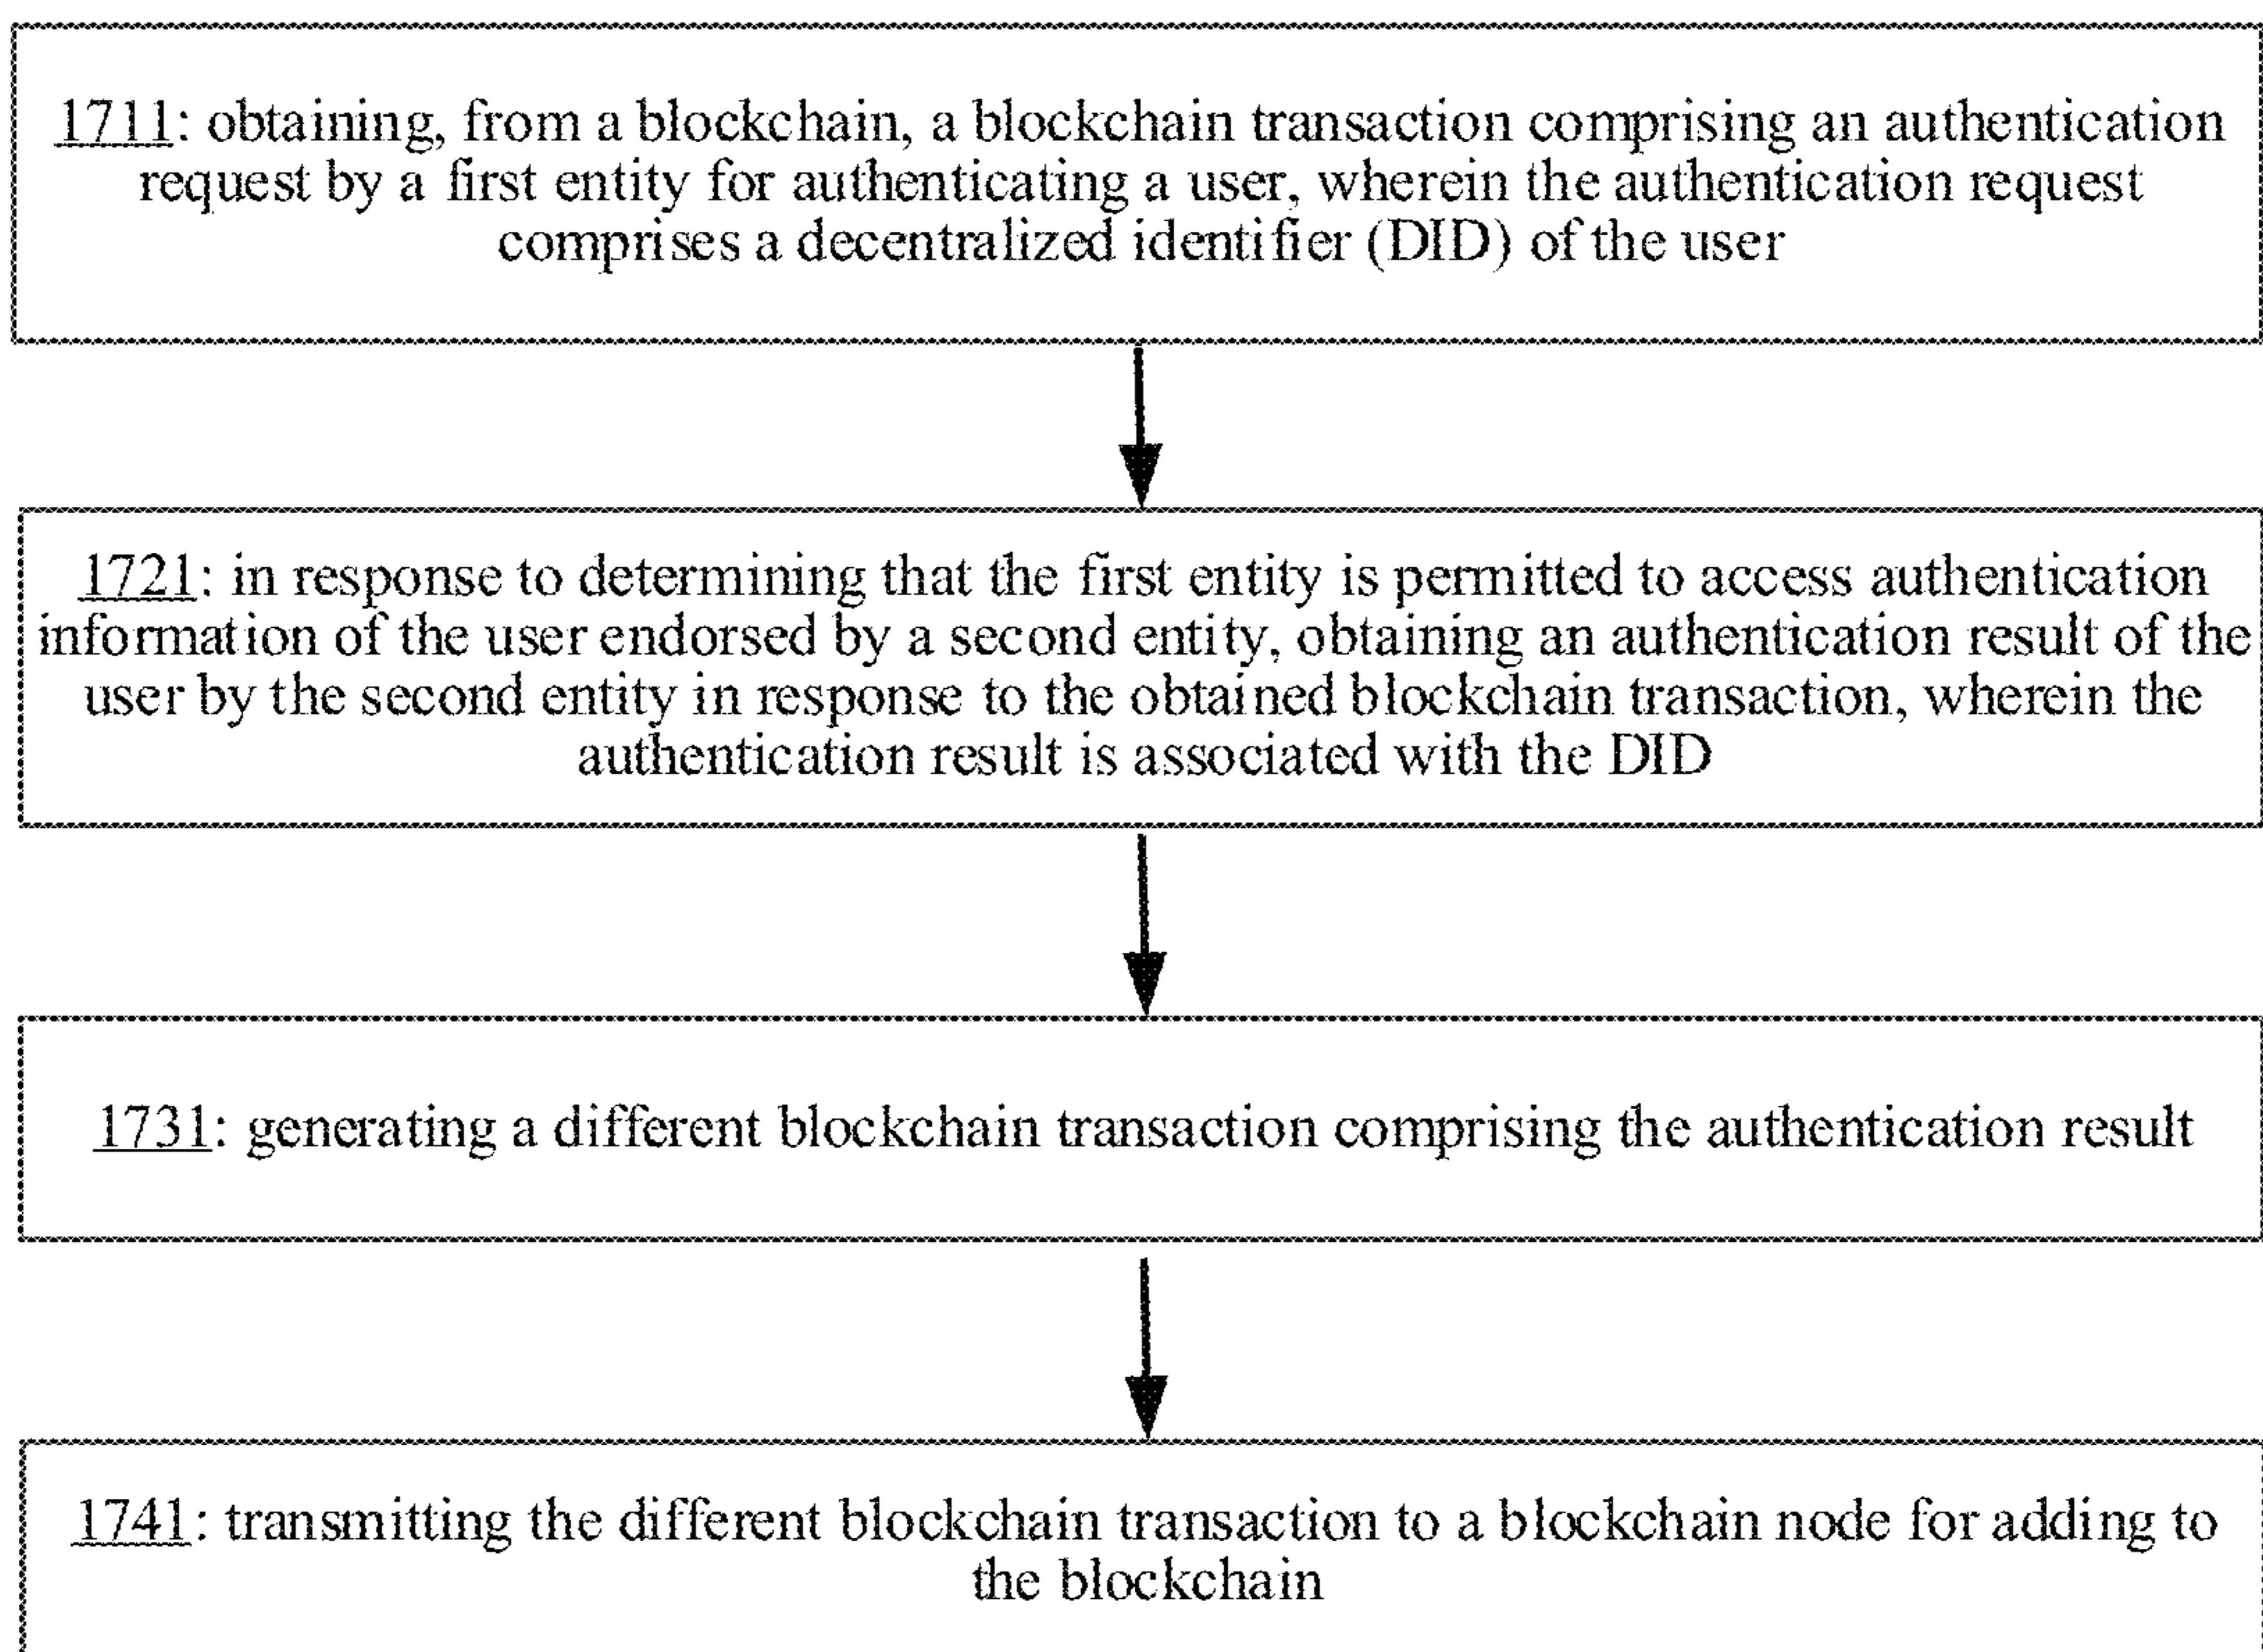 1711: obtaining, from a blockchain, a blockchain transaction comprising an authentication
request by a first entity for authenticating a user, wherein the authentication request
comprises a decentralized identifier (DID) of the user
1721: in response to determining that the first entity is permitted to access authentication
information of the user endorsed by a second entity, obtaining an authentication result of the
user by the second entity in response to the obtained blockchain transaction, wherein the
authentication result is associated with the DID
1731: generating a different blockchain transaction comprising the authentication result
1741: transmitting the different blockchain transaction to a blockchain node for adding to
the blockchain